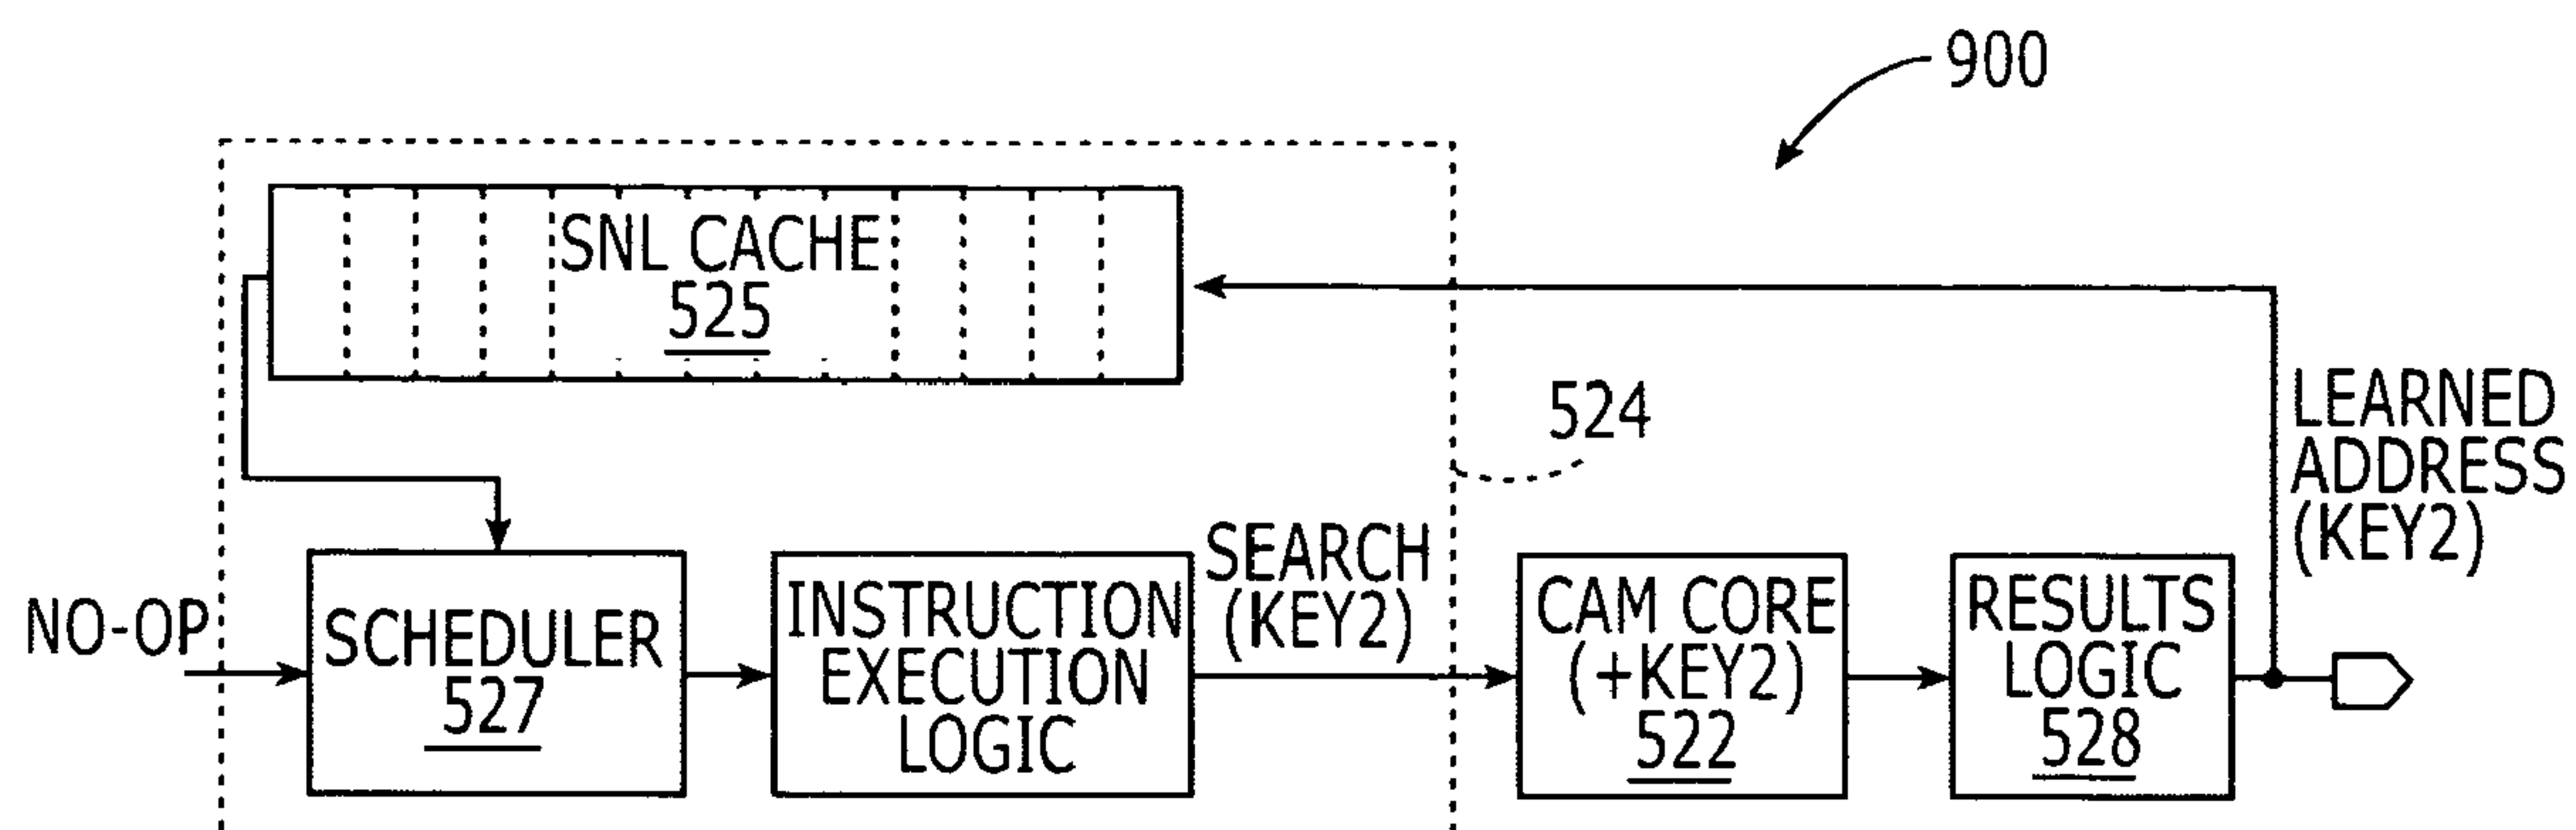 900
SNL CACHE
525
524
LEARNED
ADDRESS
(KEY2)
NO-OP
SCHEDULER
527
INSTRUCTION
EXECUTION
LOGIC
SEARCH
(KEY2)
CAM CORE
(+KEY2)
522
RESULTS
LOGIC
528